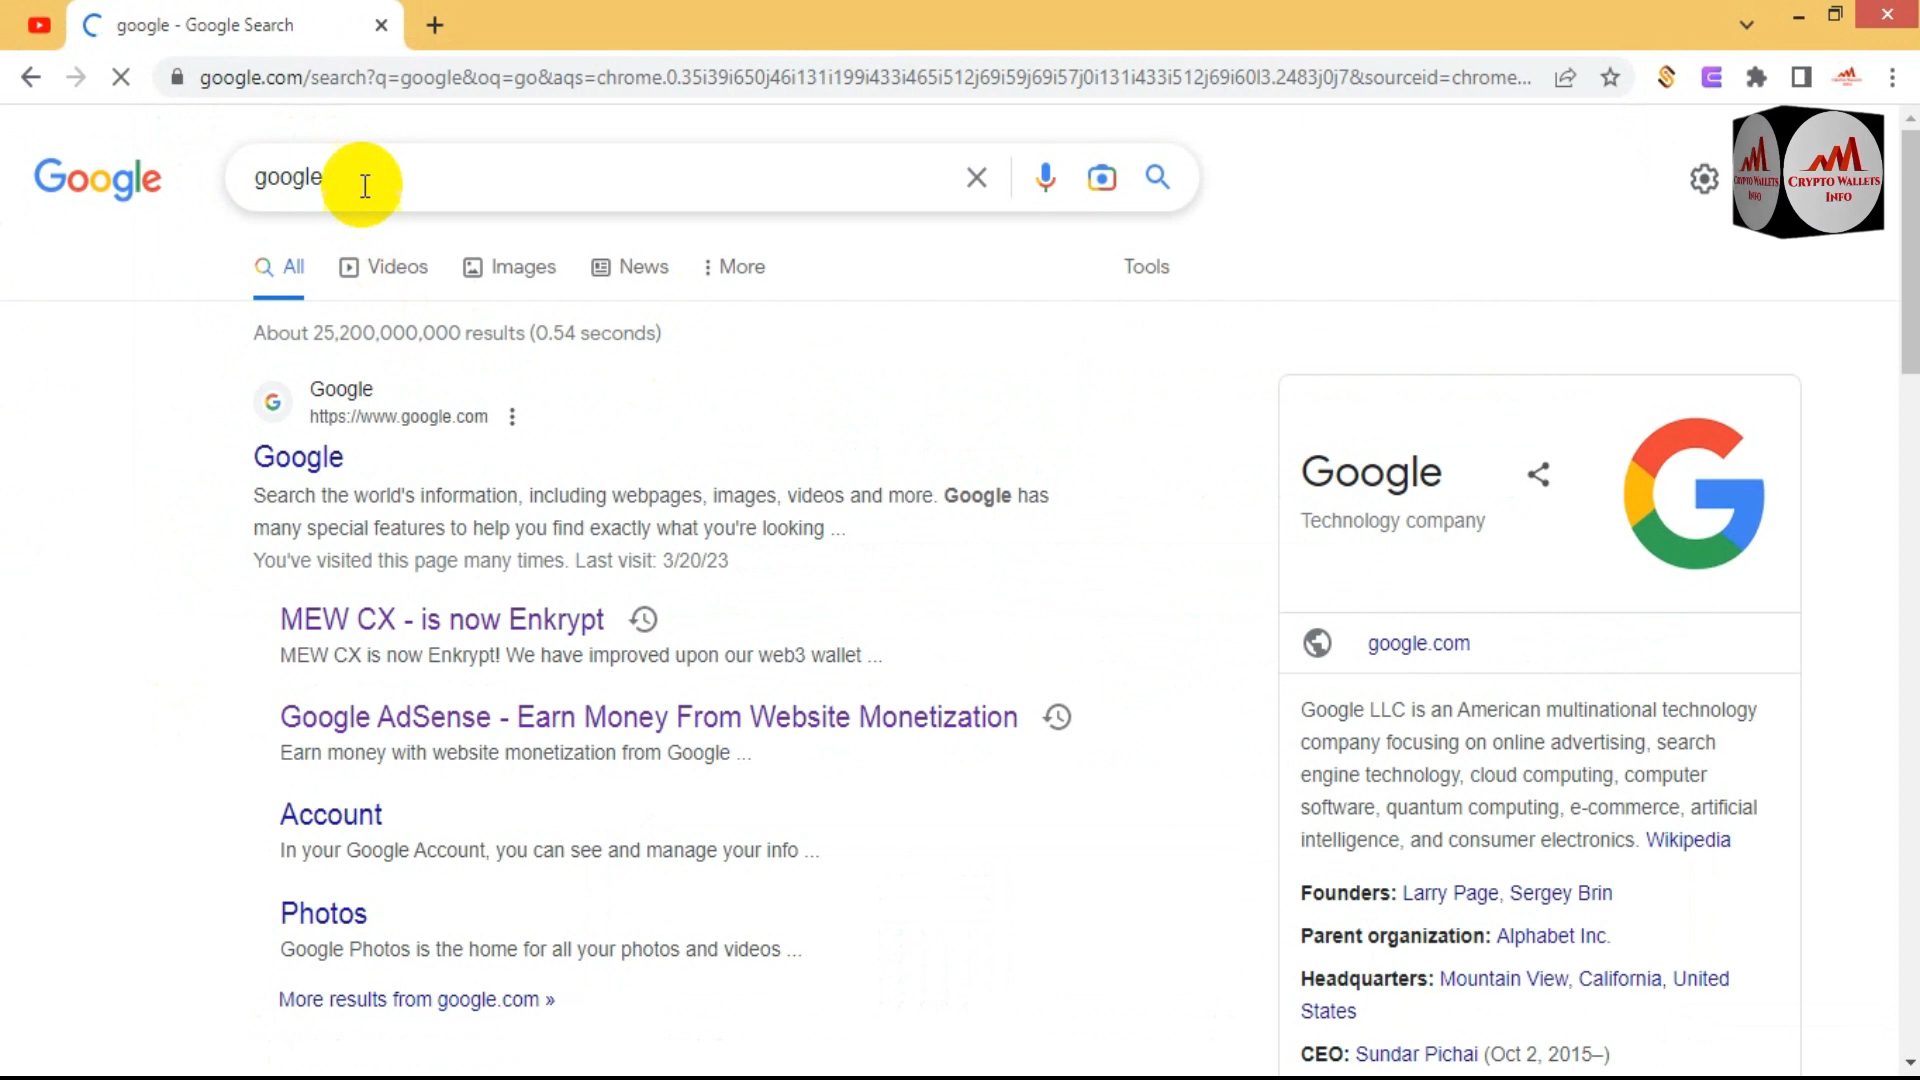 google - Google Search
google.com/search?q=google&oq=go&aqs=chrome.0.35i39i650j46i131i199i433i465i512j69i59j69i57j0i131i433i512j69i60l3.2483j0j7&sourceid=chrome...
Google
google
CRYPTO WALLETS
INFO
CRYPTO WALLETS
INFO
All
Videos
Images
News
More
Tools
About 25,200,000,000 results (0.54 seconds)
Google
https://www.google.com
Google
Search the world's information, including webpages, images, videos and more. Google has
many special features to help you find exactly what you're looking ...
You've visited this page many times. Last visit: 3/20/23
MEW CX - is now Enkrypt
MEW CX is now Enkrypt! We have improved upon our web3 wallet ...
Google AdSense - Earn Money From Website Monetization
Earn money with website monetization from Google ...
Account
In your Google Account, you can see and manage your info ...
Photos
Google Photos is the home for all your photos and videos ...
More results from google.com »
Google
Technology company
google.com
Google LLC is an American multinational technology
company focusing on online advertising, search
engine technology, cloud computing, computer
software, quantum computing, e-commerce, artificial
intelligence, and consumer electronics. Wikipedia
Founders: Larry Page, Sergey Brin
Parent organization: Alphabet Inc.
Headquarters: Mountain View, California, United
States
CEO: Sundar Pichai (Oct 2, 2015–)